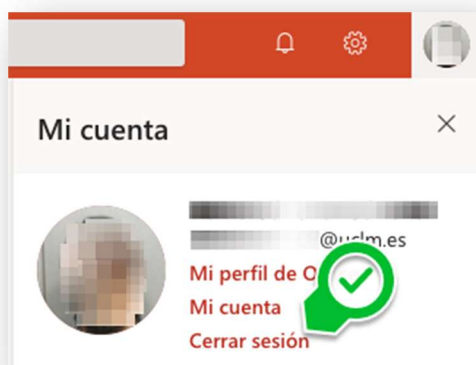 Mi cuenta
@uclm.es
Mi perfil de O
Mi cuenta
Cerrar sesión